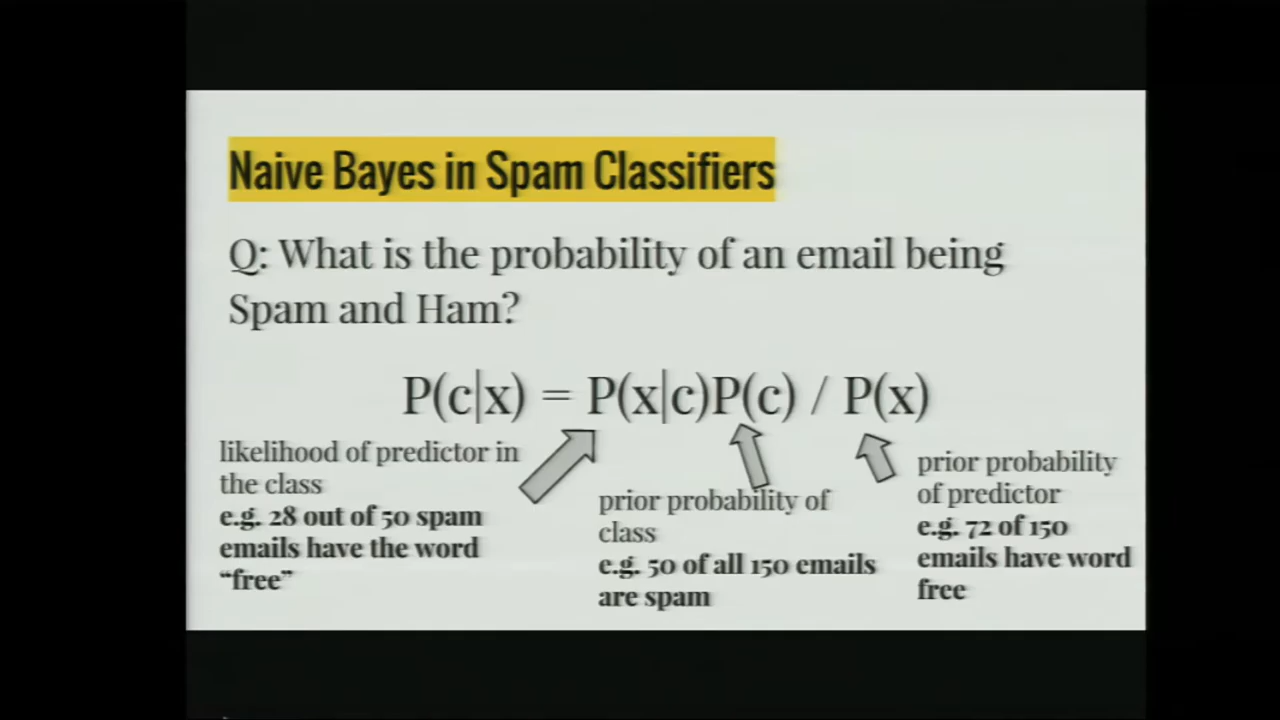 Naive Bayes in Spam Classifiers
Q: What is the probability of an email being
Spam and Ham?
P(c|x) = P(x|c)P(c) / P(x)
likelihood of predictor in
the class
e.g. 28 out of 50 spam
emails have the word
“free”
prior probability of
class
e.g. 50 of all 150 emails
are spam
prior probability
of predictor
e.g. 72 of 150
emails have word
free